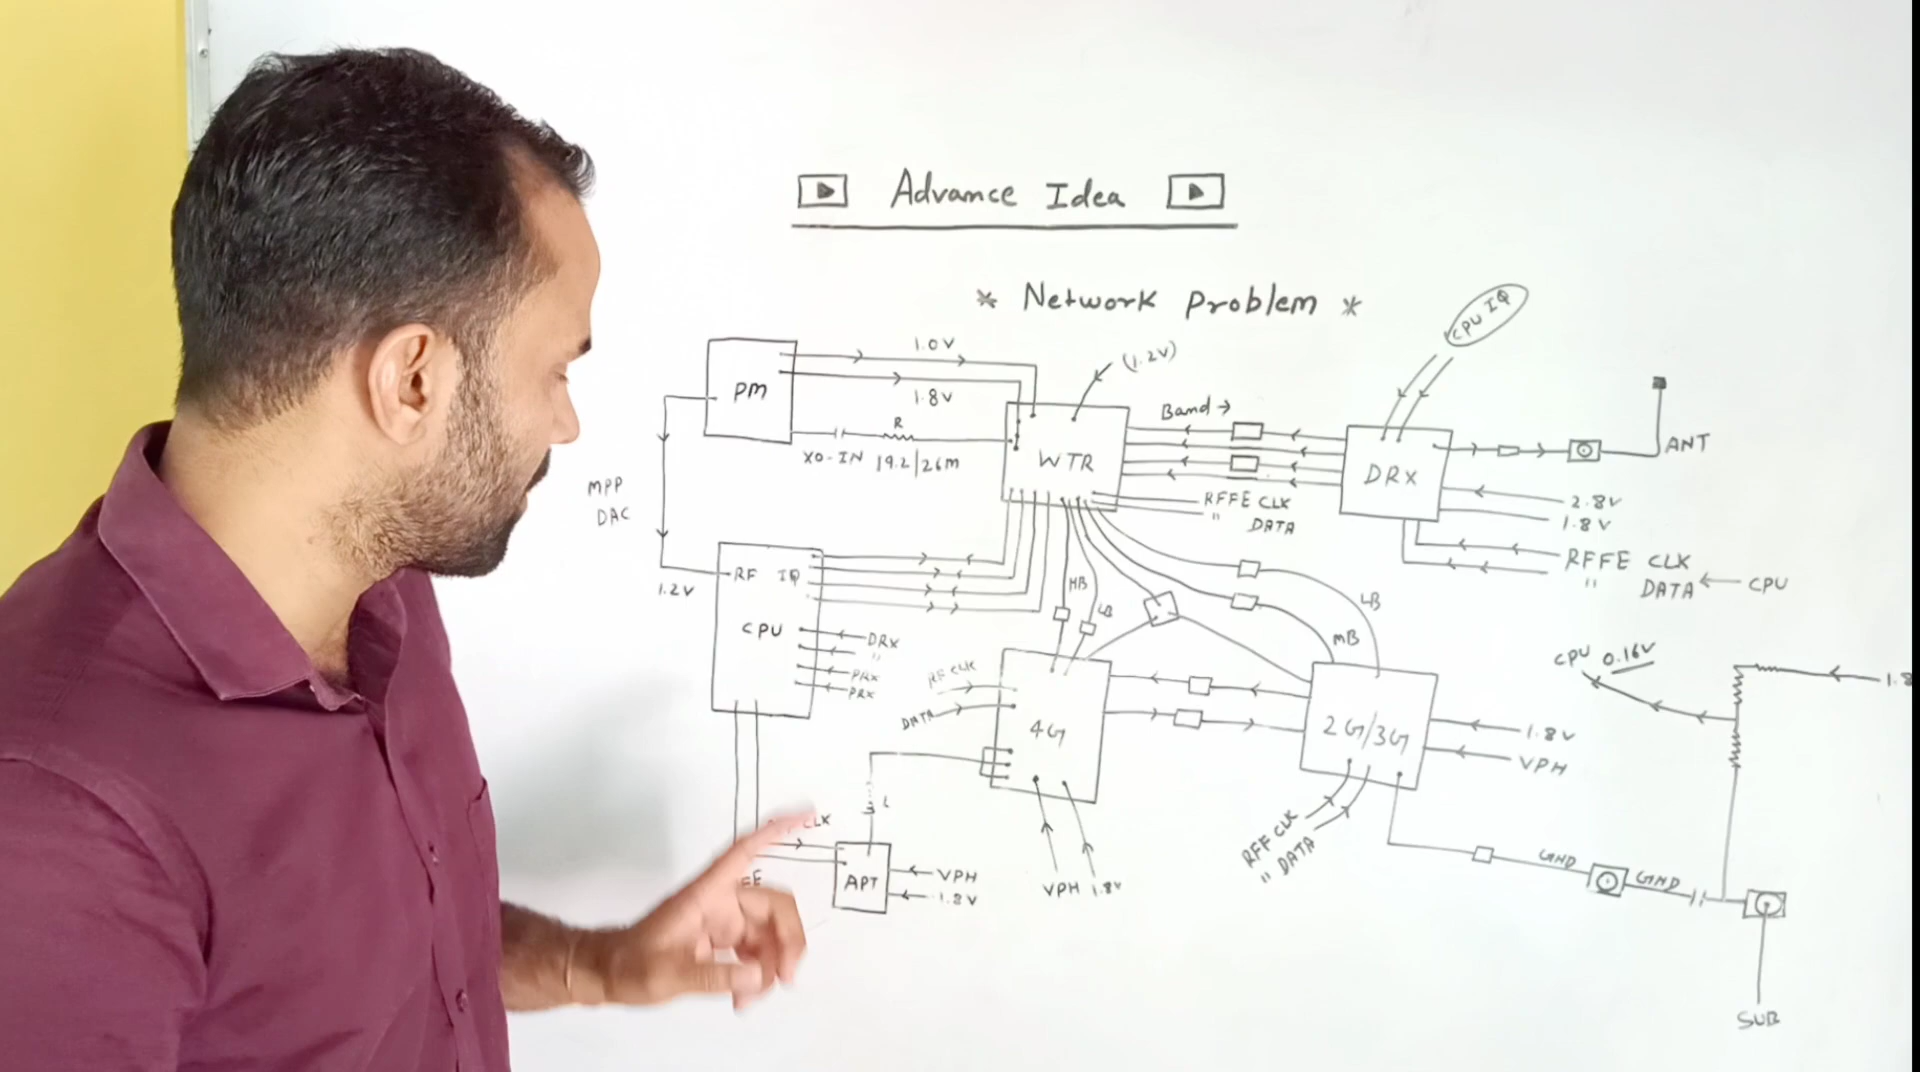 Advance Idea
* Network Problem *
CPU IQ
1.0V
(1.2V)
PM
1.8V
Band →
R
XO-IN 19.2/26M
WTR
DRX
ANT
MPP
DAC
RFFE CLK
" DATA
2.8V
1.8V
RFFE CLK
" DATA ← CPU
1.2V
RF IQ
CPU
DRX
"
PRX
PRX
HB
LB
LB
MB
CPU 0.16V
RF CLK
DATA
4G
2G/3G
1.8V
VPH
L
CLK
APT
VPH
1.8V
VPH 1.8V
RFF CLK
" DATA
GND
GND
SUB